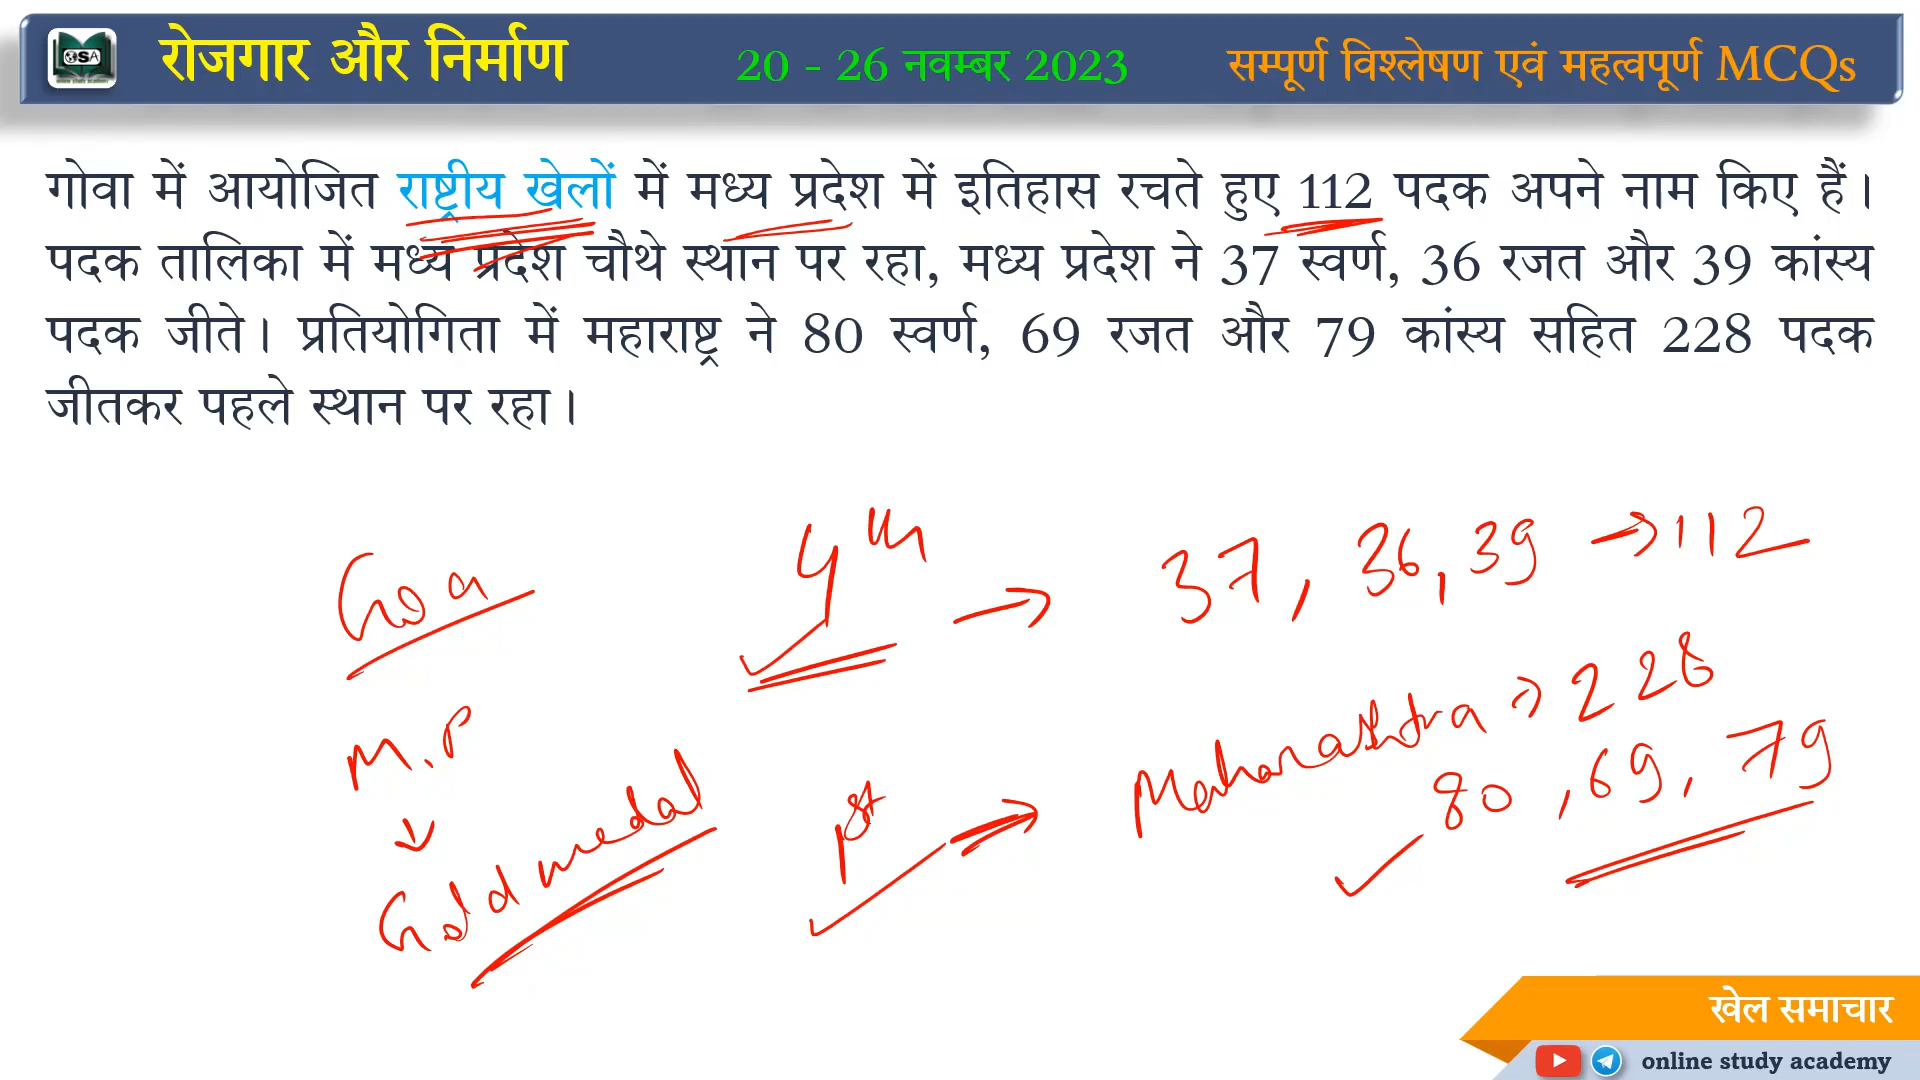 OSA
रोजगार और निर्माण
20 - 26 नवम्बर 2023
सम्पूर्ण विश्लेषण एवं महत्वपूर्ण MCQs
गोवा में आयोजित राष्ट्रीय खेलों में मध्य प्रदेश में इतिहास रचते हुए 112 पदक अपने नाम किए हैं।
पदक तालिका में मध्य प्रदेश चौथे स्थान पर रहा, मध्य प्रदेश ने 37 स्वर्ण, 36 रजत और 39 कांस्य
पदक जीते। प्रतियोगिता में महाराष्ट्र ने 80 स्वर्ण, 69 रजत और 79 कांस्य सहित 228 पदक
जीतकर पहले स्थान पर रहा।
Goa
4th → 37, 36, 39 → 112
M.P
↓
Gold medal
1st → Maharashtra → 228
80, 69, 79
खेल समाचार
online study academy